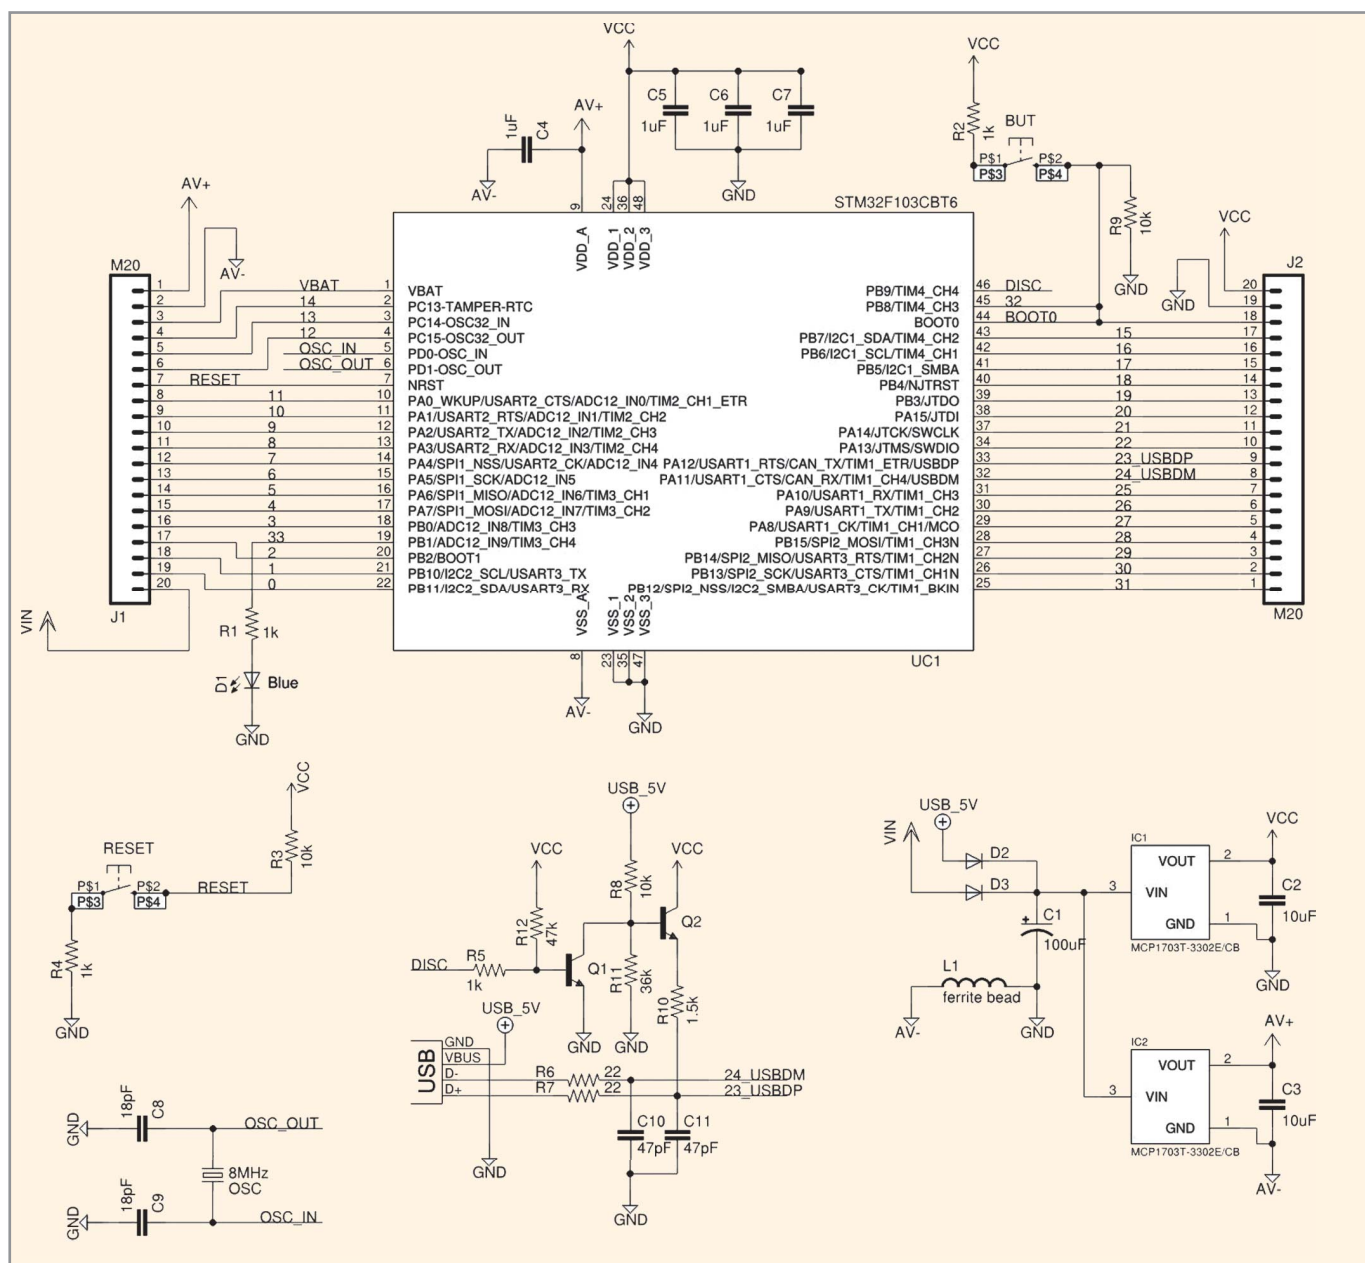 VCC
VCC
AV+
1uF
C4
C5
1uF
C6
1uF
C7
1uF
R2
1k
BUT
P$1
P$3
P$2
P$4
AV-
GND
AV+
STM32F103CBT6
9
24
36
48
VDD_A
VDD_1
VDD_2
VDD_3
R9
10k
GND
VCC
GND
M20
AV-
J2
1 VBAT 1 VBAT
2 14 2 PC13-TAMPER-RTC
3 13 3 PC14-OSC32_IN
4 12 4 PC15-OSC32_OUT
5 OSC_IN 5 PD0-OSC_IN
6 OSC_OUT 6 PD1-OSC_OUT
7 RESET 7 NRST
8 11 10 PA0_WKUP/USART2_CTS/ADC12_IN0/TIM2_CH1_ETR
9 10 11 PA1/USART2_RTS/ADC12_IN1/TIM2_CH2
10 9 12 PA2/USART2_TX/ADC12_IN2/TIM2_CH3
11 8 13 PA3/USART2_RX/ADC12_IN3/TIM2_CH4
12 7 14 PA4/SPI1_NSS/USART2_CK/ADC12_IN4
13 6 15 PA5/SPI1_SCK/ADC12_IN5
14 5 16 PA6/SPI1_MISO/ADC12_IN6/TIM3_CH1
15 4 17 PA7/SPI1_MOSI/ADC12_IN7/TIM3_CH2
16 3 18 PB0/ADC12_IN8/TIM3_CH3
17 33 19 PB1/ADC12_IN9/TIM3_CH4
18 2 20 PB2/BOOT1
19 1 21 PB10/I2C2_SCL/USART3_TX
20 0 22 PB11/I2C2_SDA/USART3_RX
PB9/TIM4_CH4 46 DISC 20
PB8/TIM4_CH3 45 32 19
BOOT0 44 BOOT0 18
PB7/I2C1_SDA/TIM4_CH2 43 15 17
PB6/I2C1_SCL/TIM4_CH1 42 16 16
PB5/I2C1_SMBA 41 17 15
PB4/NJTRST 40 18 14
PB3/JTDO 39 19 13
PA15/JTDI 38 20 12
PA14/JTCK/SWCLK 37 21 11
PA13/JTMS/SWDIO 34 22 10
PA12/USART1_RTS/CAN_TX/TIM1_ETR/USBDP 33 23_USBDP 9
PA11/USART1_CTS/CAN_RX/TIM1_CH4/USBDM 32 24_USBDM 8
PA10/USART1_RX/TIM1_CH3 31 25 7
PA9/USART1_TX/TIM1_CH2 30 26 6
PA8/USART1_CK/TIM1_CH1/MCO 29 27 5
PB15/SPI2_MOSI/TIM1_CH3N 28 28 4
PB14/SPI2_MISO/USART3_RTS/TIM1_CH2N 27 29 3
PB13/SPI2_SCK/USART3_CTS/TIM1_CH1N 26 30 2
PB12/SPI2_NSS/I2C2_SMBA/USART3_CK/TIM1_BKIN 25 31 1
J1
M20
VIN
VSS_A
VSS_1
VSS_2
VSS_3
8
23
35
47
UC1
R1
1k
D1
Blue
GND
AV-
GND
VCC
R3
10k
RESET
P$1
P$3
P$2
P$4
RESET
R4
1k
GND
USB_5V
VCC
R8
10k
VCC
R12
47k
Q2
DISC
R5
1k
Q1
R11
36k
R10
1.5k
USB_5V
GND
GND
USB
GND
VBUS
D-
D+
R6
22
24_USBDM
R7
22
23_USBDP
C10
47pF
C11
47pF
GND
GND
USB_5V
VIN
D2
D3
C1
100uF
L1
ferrite bead
AV-
GND
IC1
VOUT
VIN
GND
2
3
1
MCP1703T-3302E/CB
VCC
C2
10uF
GND
IC2
VOUT
VIN
GND
2
3
1
MCP1703T-3302E/CB
AV+
C3
10uF
AV-
18pF
C8
GND
OSC_OUT
8MHz
OSC
18pF
C9
GND
OSC_IN